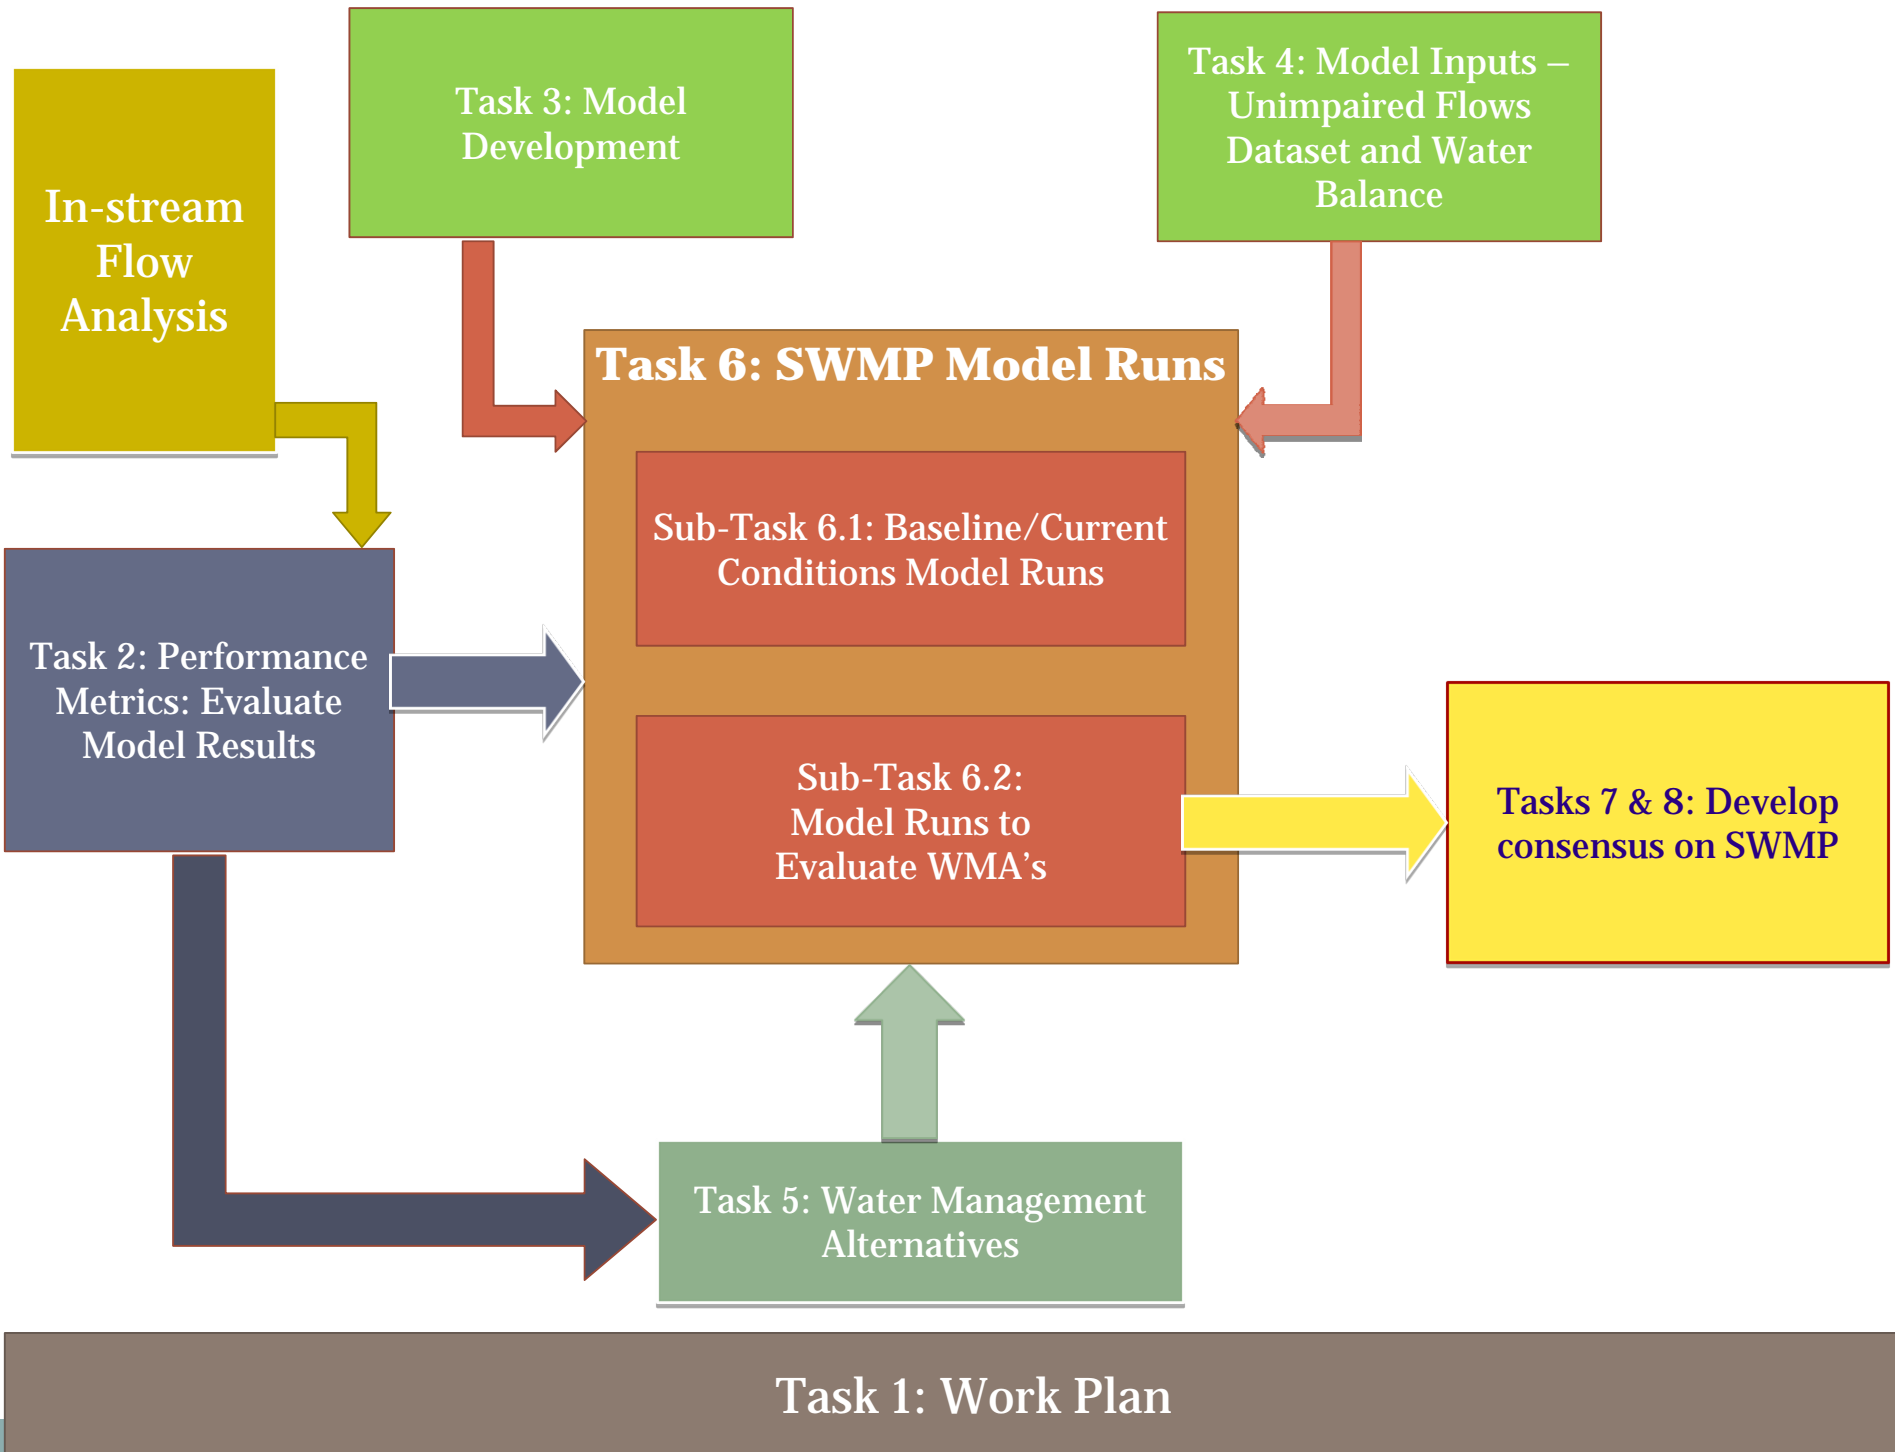 Task 3: Model
Development
Task 4: Model Inputs –
Unimpaired Flows
Dataset and Water
Balance
In-stream
Flow
Analysis
Task 6: SWMP Model Runs
Sub-Task 6.1: Baseline/Current
Conditions Model Runs
Task 2: Performance
Metrics: Evaluate
Model Results
Sub-Task 6.2:
Model Runs to
Evaluate WMA’s
Tasks 7 & 8: Develop
consensus on SWMP
Task 5: Water Management
Alternatives
Task 1: Work Plan